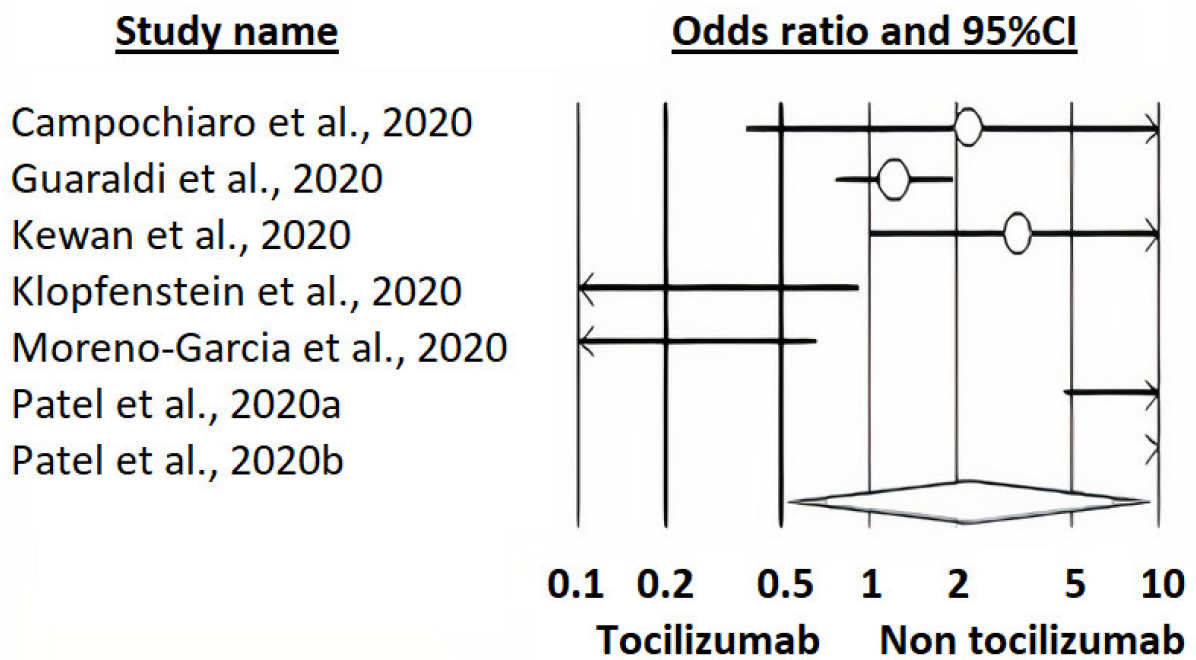 Study name Odds ratio and 95%CI
Campochiaro et al., 2020
Guaraldi et al., 2020
Kewan et al., 2020
Klopfenstein et al., 2020
Moreno-Garcia et al., 2020
Patel et al., 2020a
Patel et al., 2020b
0.1 0.2 0.5 1 2 5 10
Tocilizumab Non tocilizumab